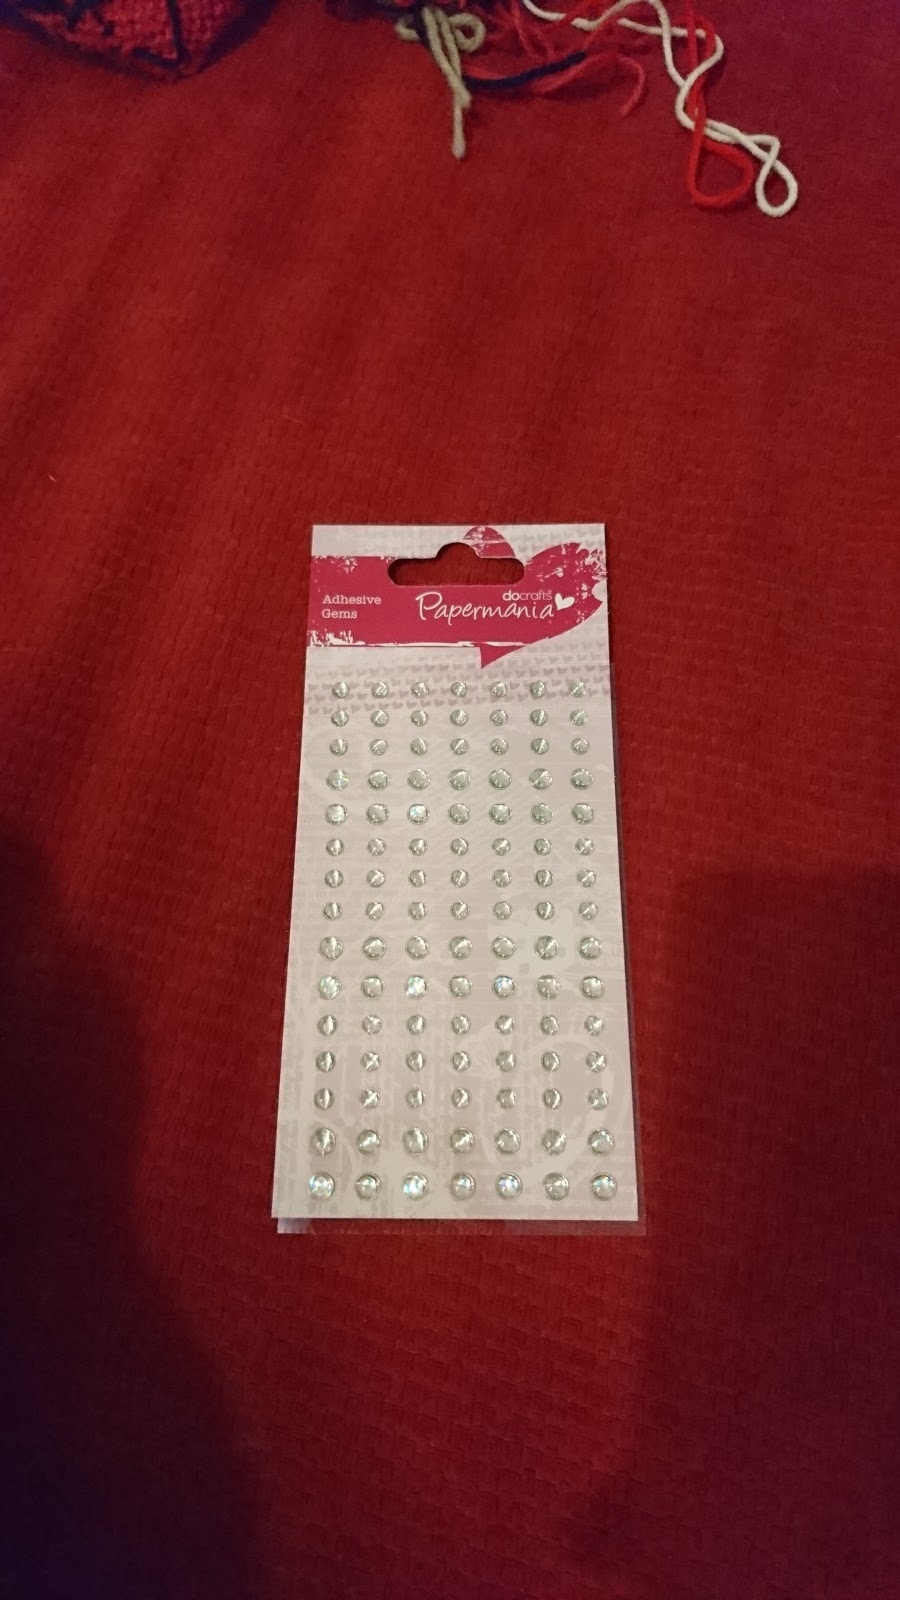 Adhesive
Gems
docrafts
Papermania